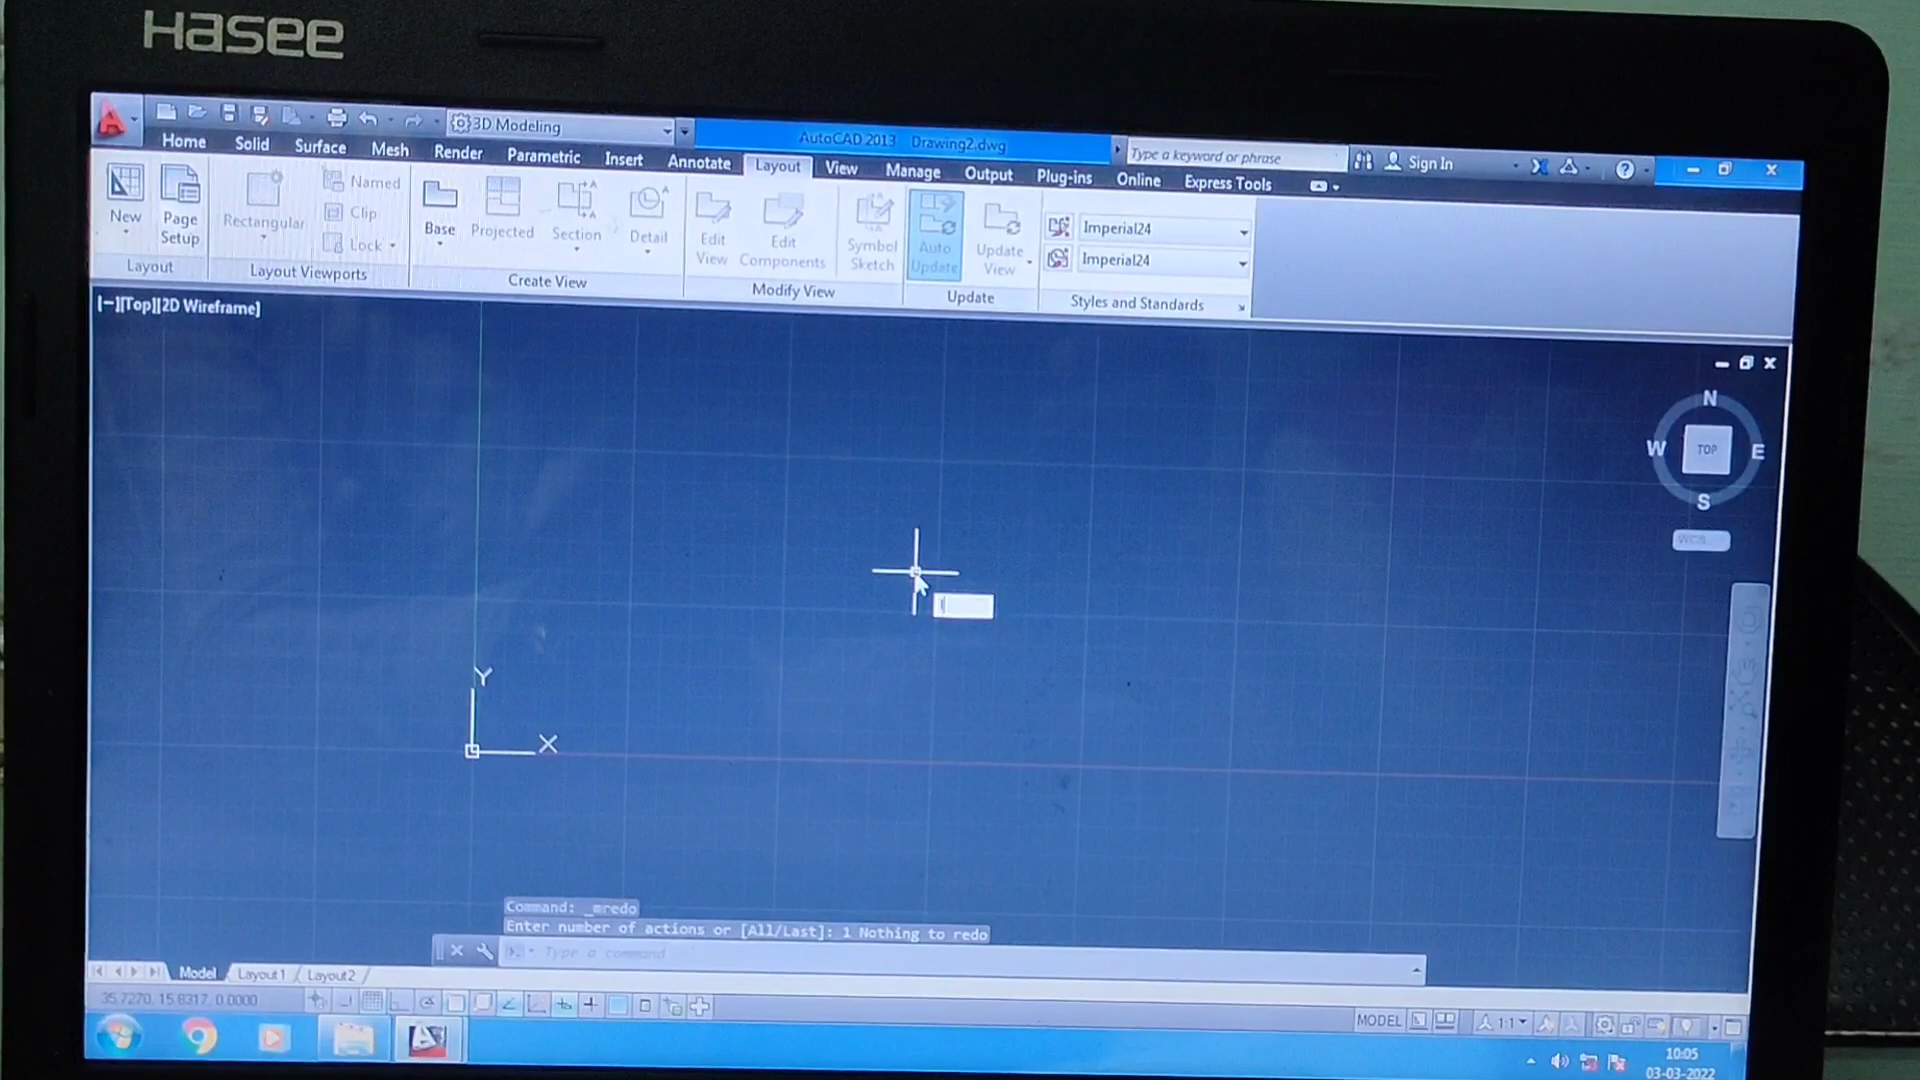 Hasee
3D Modeling
AutoCAD 2013 Drawing2.dwg
Type a keyword or phrase
Sign In
Home Solid Surface Mesh Render Parametric Insert Annotate Layout View Manage Output Plug-ins Online Express Tools
New
Page Setup
Layout
Rectangular
Named
Clip
Lock
Layout Viewports
Base
Projected
Section
Detail
Create View
Edit View
Edit Components
Symbol Sketch
Modify View
Auto Update
Update View
Update
Imperial24
Imperial24
Styles and Standards
[−][Top][2D Wireframe]
N
W TOP E
S
WCS
Y
X
Command: _mredo
Enter number of actions or [All/Last]: 1 Nothing to redo
Type a command
Model Layout1 Layout2
35.7270, 15.8317, 0.0000
MODEL
1:1
10:05
03-03-2022